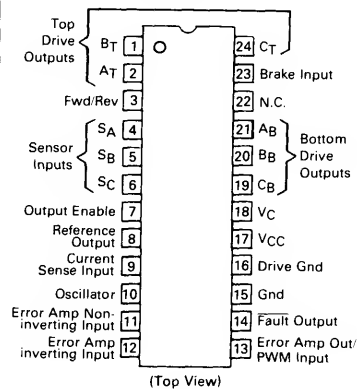 Top
Drive
Outputs
BT 1
AT 2
Fwd/Rev 3
Sensor
Inputs
SA 4
SB 5
SC 6
Output Enable 7
Reference
Output 8
Current
Sense Input 9
Oscillator 10
Error Amp Non-
inverting Input 11
Error Amp
inverting Input 12
24 CT
23 Brake Input
22 N.C.
21 AB
20 BB
19 CB
Bottom
Drive
Outputs
18 VC
17 VCC
16 Drive Gnd
15 Gnd
14 Fault Output
13 Error Amp Out/
PWM Input
(Top View)